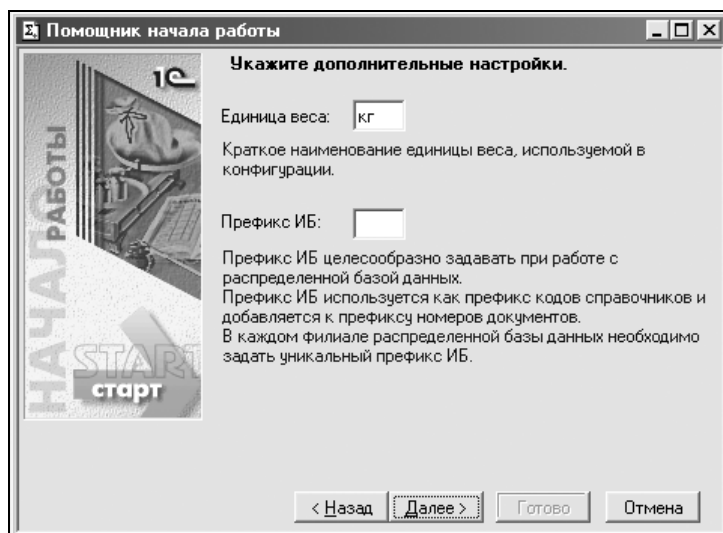 Помощник начала работы
1С
НАЧАЛО
РАБОТЫ
START
старт
Укажите дополнительные настройки.
Единица веса: кг
Краткое наименование единицы веса, используемой в
конфигурации.
Префикс ИБ:
Префикс ИБ целесообразно задавать при работе с
распределенной базой данных.
Префикс ИБ используется как префикс кодов справочников и
добавляется к префиксу номеров документов.
В каждом филиале распределенной базы данных необходимо
задать уникальный префикс ИБ.
< Назад Далее > Готово Отмена